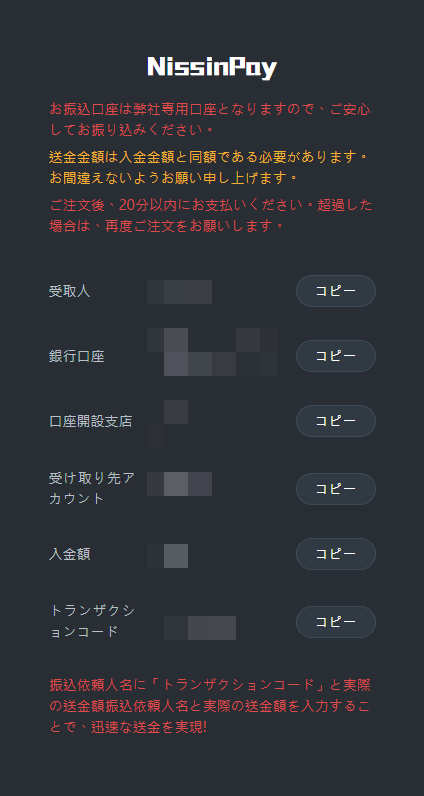 NissinPay
お振込口座は弊社専用口座となりますので、ご安心
してお振り込みください。
送金金額は入金金額と同額である必要があります。
お間違えないようお願い申し上げます。
ご注文後、20分以内にお支払いください。超過した
場合は、再度ご注文をお願いします。
受取人
コピー
銀行口座
コピー
口座開設支店
コピー
受け取り先ア
カウント
コピー
入金額
コピー
トランザクシ
ョンコード
コピー
振込依頼人名に「トランザクションコード」と実際
の送金額振込依頼人名と実際の送金額を入力するこ
とで、迅速な送金を実現!